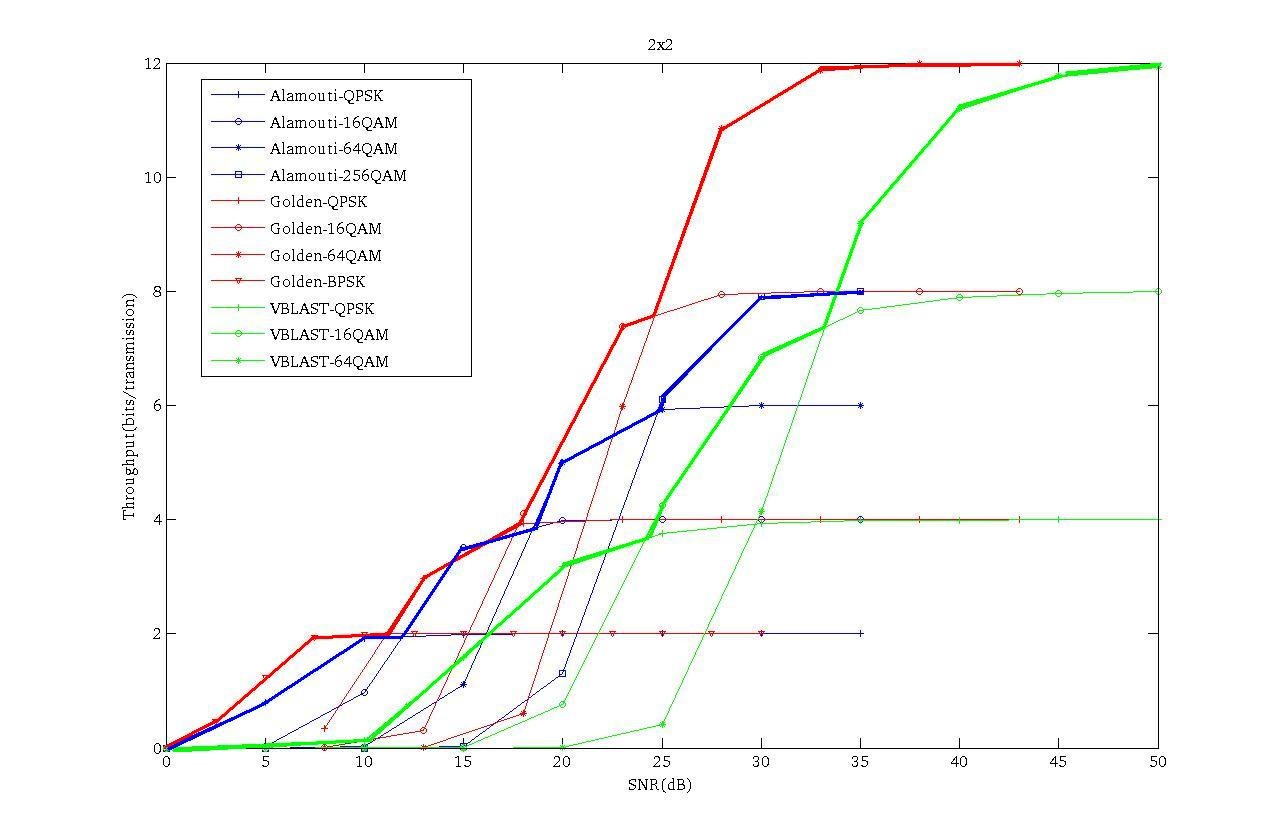 2x2
12
10
8
6
4
2
0
Throughput(bits/transmission)
Alamouti-QPSK
Alamouti-16QAM
Alamouti-64QAM
Alamouti-256QAM
Golden-QPSK
Golden-16QAM
Golden-64QAM
Golden-BPSK
VBLAST-QPSK
VBLAST-16QAM
VBLAST-64QAM
0 5 10 15 20 25 30 35 40 45 50
SNR(dB)